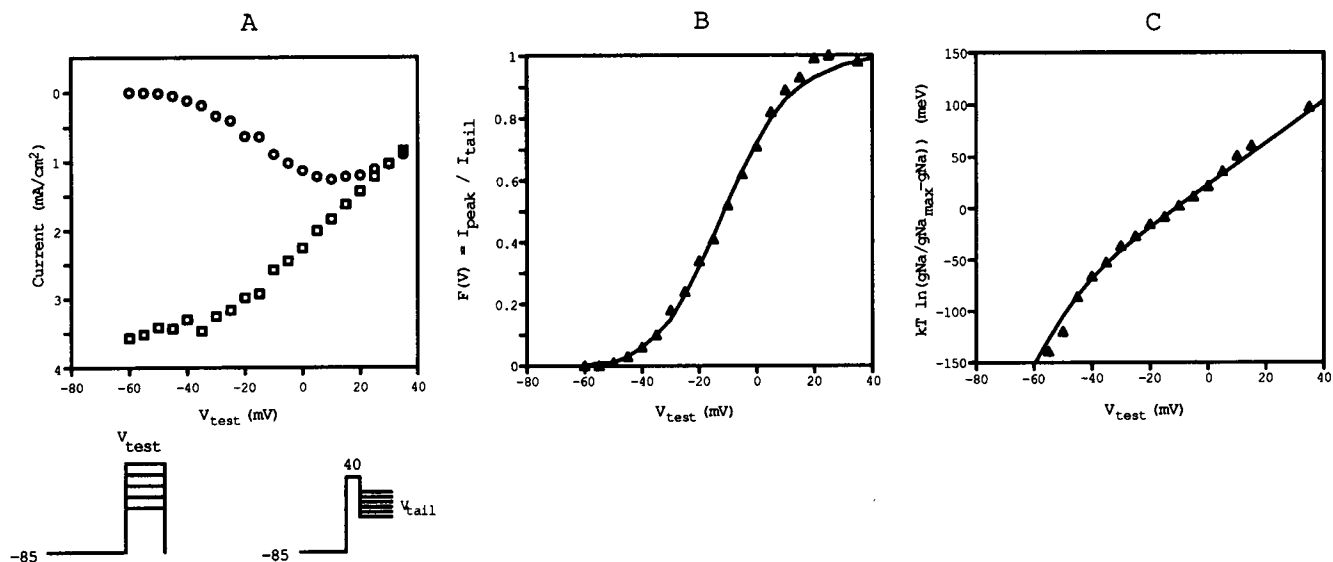 A
B
C
Current (mA/cm²)
0
1
2
3
4
-80 -60 -40 -20 0 20 40
V_test (mV)
F(V) = I_peak / I_tail
1
0.8
0.6
0.4
0.2
0
-80 -60 -40 -20 0 20 40
V_test (mV)
kT ln(gNa/gNa_max-gNa)) (meV)
150
100
50
0
-50
-100
-150
-80 -60 -40 -20 0 20 40
V_test (mV)
V_test
-85
40
V_tail
-85